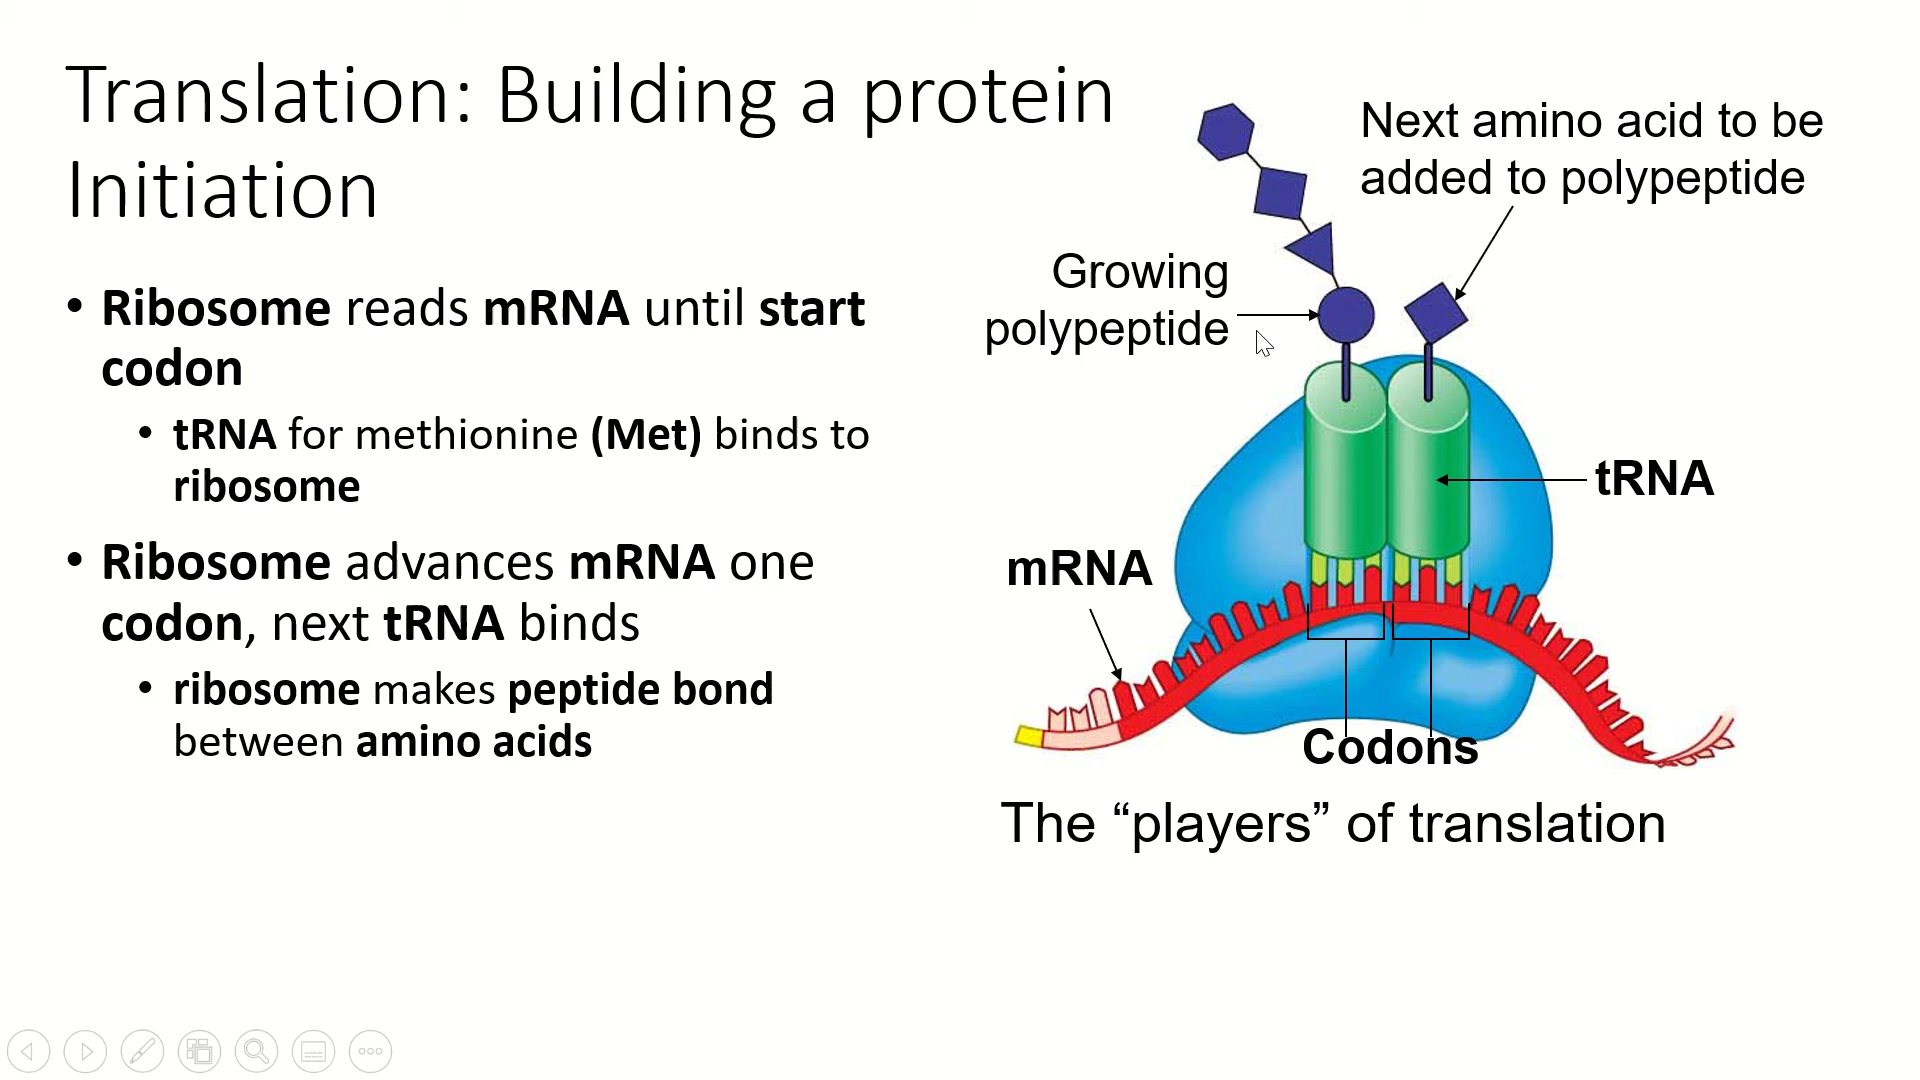 Translation: Building a protein
Initiation
• Ribosome reads mRNA until start
codon
• tRNA for methionine (Met) binds to
ribosome
• Ribosome advances mRNA one
codon, next tRNA binds
• ribosome makes peptide bond
between amino acids
Next amino acid to be
added to polypeptide
Growing
polypeptide
tRNA
mRNA
Codons
The “players” of translation